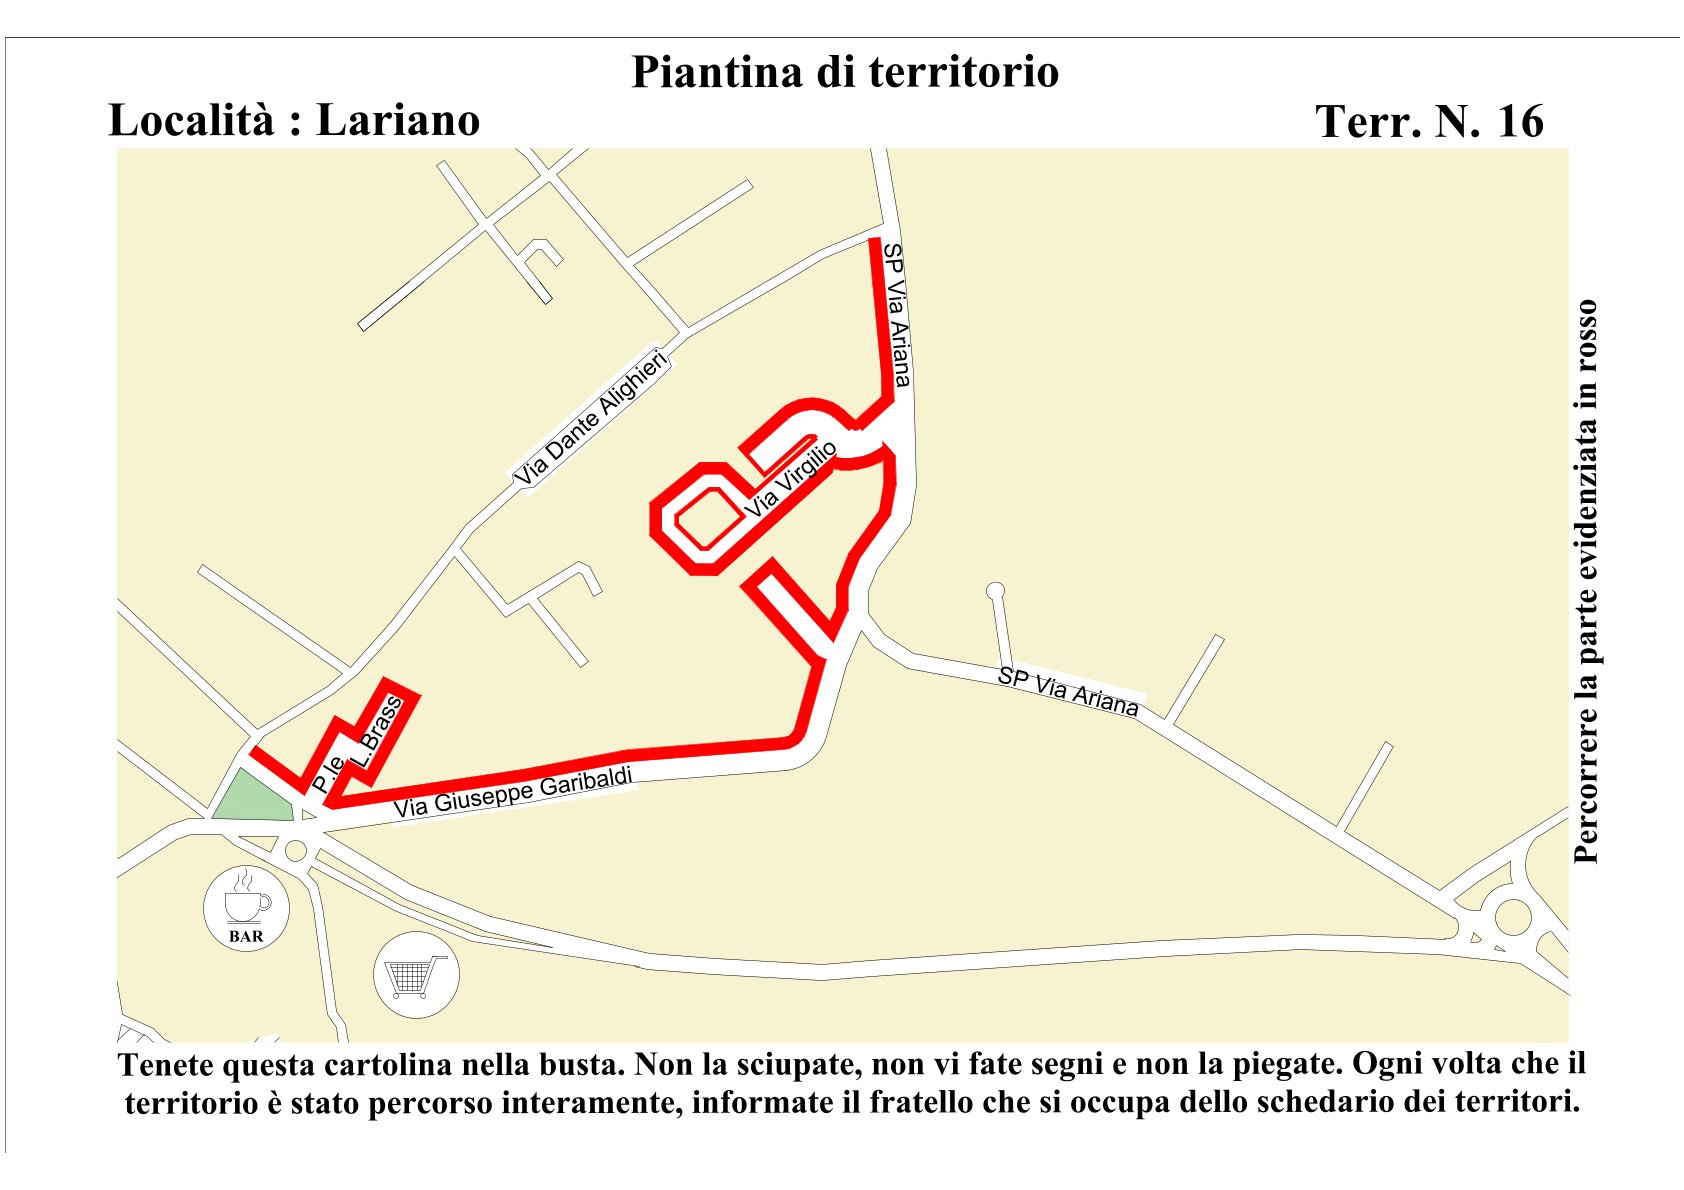 Piantina di territorio
Località : Lariano
Terr. N. 16
SP Via Ariana
Via Dante Alighieri
Via Virgilio
SP Via Ariana
P.le L.Brass
Via Giuseppe Garibaldi
BAR
Percorrere la parte evidenziata in rosso
Tenete questa cartolina nella busta. Non la sciupate, non vi fate segni e non la piegate. Ogni volta che il
territorio è stato percorso interamente, informate il fratello che si occupa dello schedario dei territori.